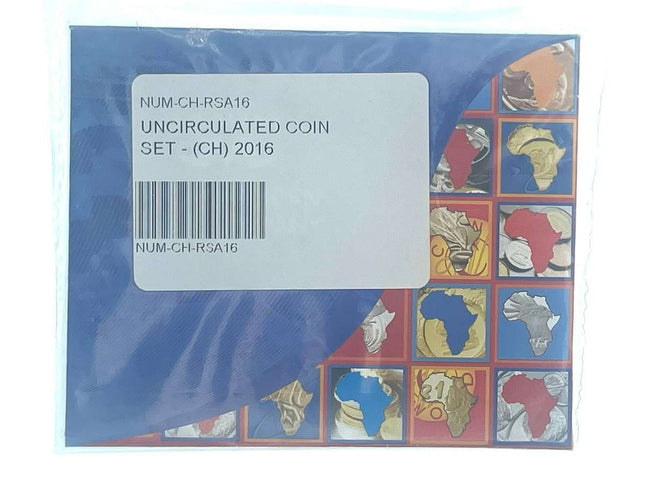 NUM-CH-RSA16
UNCIRCULATED COIN
SET - (CH) 2016
NUM-CH-RSA16